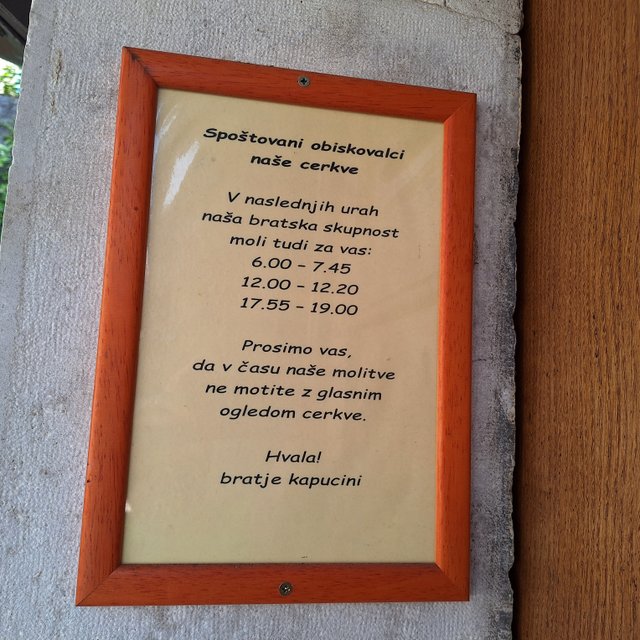 Spoštovani obiskovalci
naše cerkve
V naslednjih urah
naša bratska skupnost
moli tudi za vas:
6.00 - 7.45
12.00 - 12.20
17.55 - 19.00
Prosimo vas,
da v času naše molitve
ne motite z glasnim
ogledom cerkve.
Hvala!
bratje kapucini